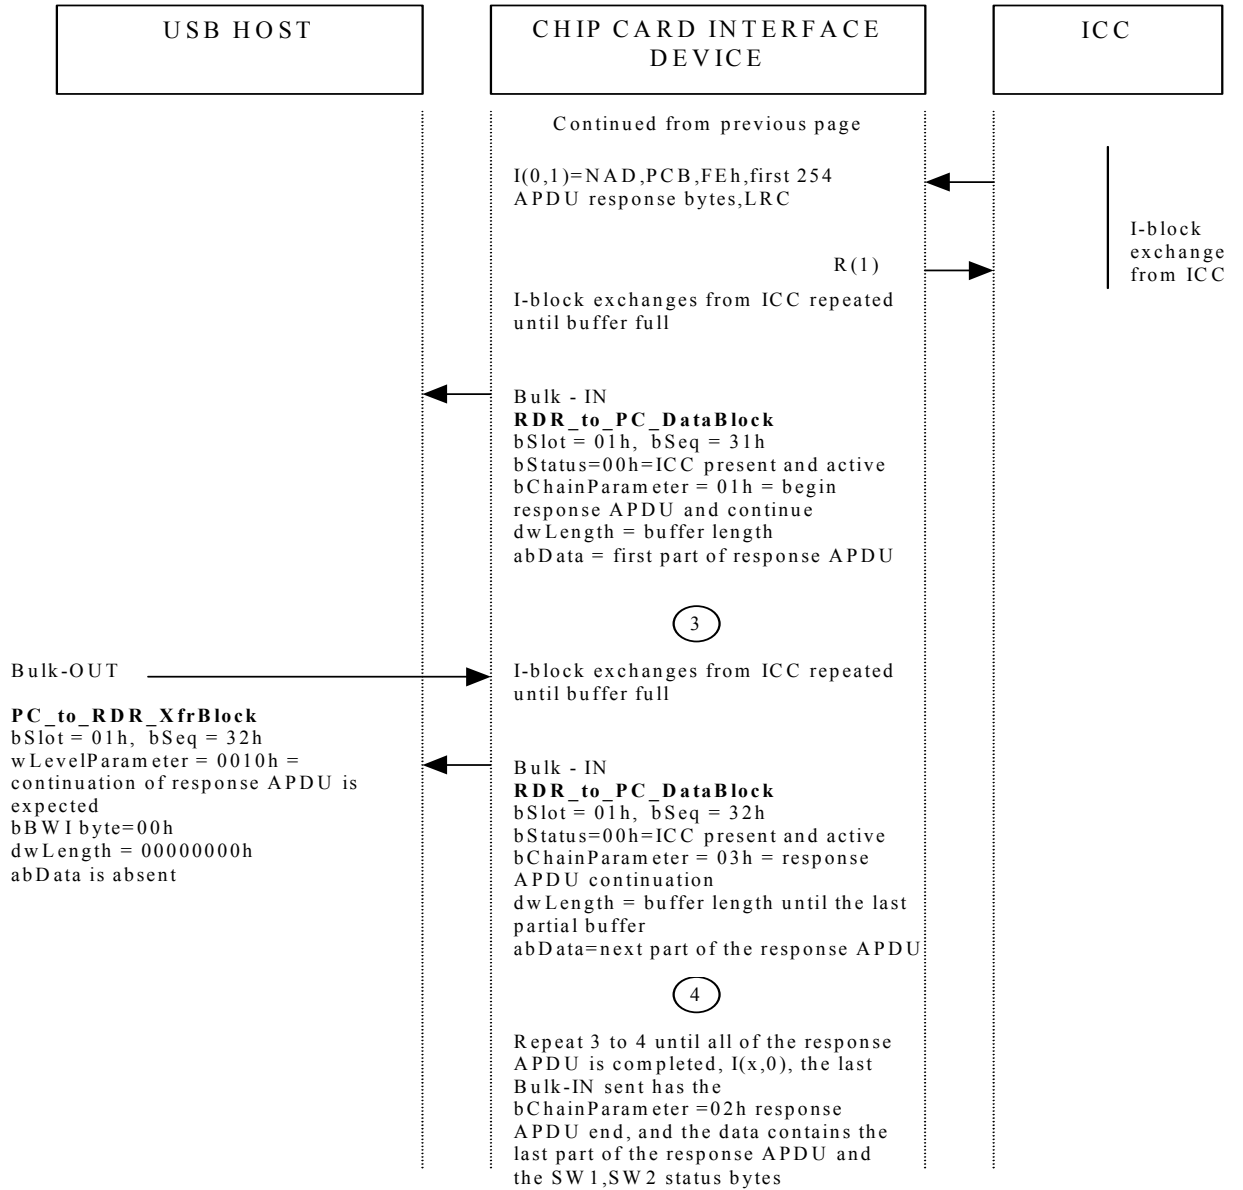 USB HOST
CHIP CARD INTERFACE
DEVICE
ICC
Continued from previous page
I(0,1)=NAD,PCB,FEh,first 254
APDU response bytes,LRC
I-block
exchange
from ICC
R(1)
I-block exchanges from ICC repeated
until buffer full
Bulk - IN
RDR_to_PC_DataBlock
bSlot = 01h, bSeq = 31h
bStatus=00h=ICC present and active
bChainParameter = 01h = begin
response APDU and continue
dwLength = buffer length
abData = first part of response APDU
3
Bulk-OUT
PC_to_RDR_XfrBlock
bSlot = 01h, bSeq = 32h
wLevelParameter = 0010h =
continuation of response APDU is
expected
bBWI byte=00h
dwLength = 00000000h
abData is absent
I-block exchanges from ICC repeated
until buffer full
Bulk - IN
RDR_to_PC_DataBlock
bSlot = 01h, bSeq = 32h
bStatus=00h=ICC present and active
bChainParameter = 03h = response
APDU continuation
dwLength = buffer length until the last
partial buffer
abData=next part of the response APDU
4
Repeat 3 to 4 until all of the response
APDU is completed, I(x,0), the last
Bulk-IN sent has the
bChainParameter =02h response
APDU end, and the data contains the
last part of the response APDU and
the SW1,SW2 status bytes